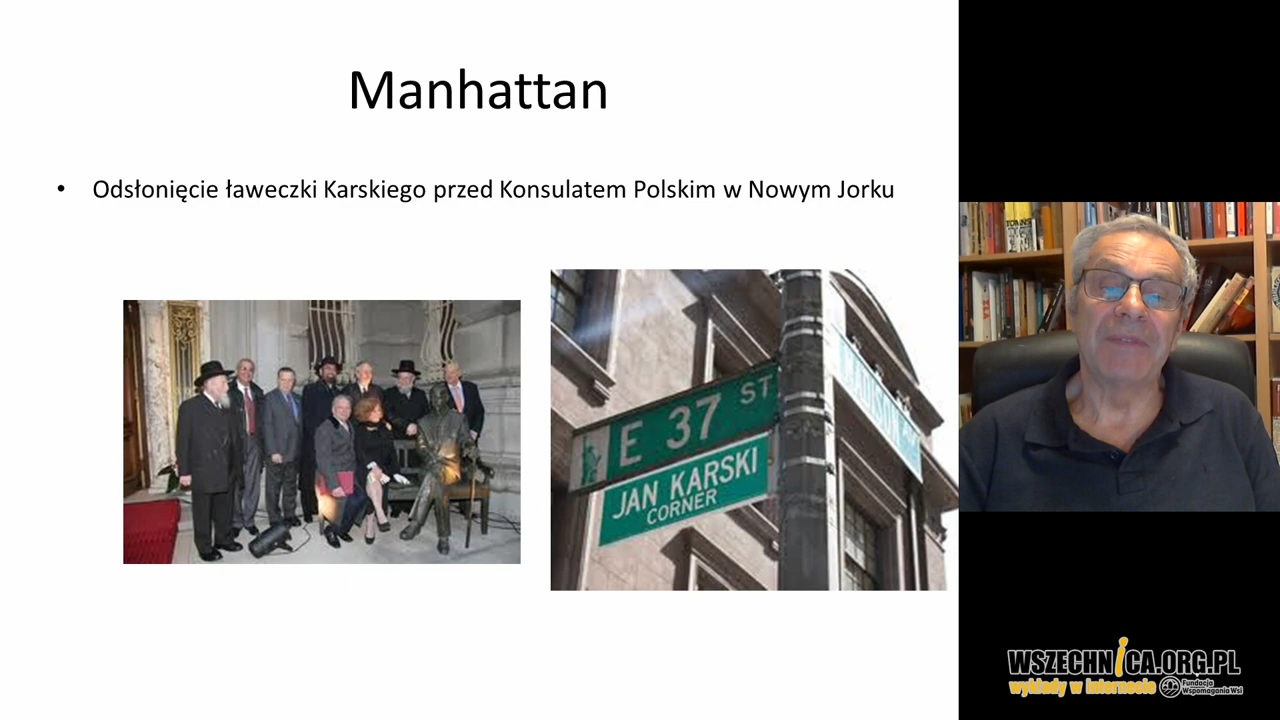 Manhattan
• Odsłonięcie ławeczki Karskiego przed Konsulatem Polskim w Nowym Jorku
E 37 ST
JAN KARSKI
CORNER
WSZECHNICA.ORG.PL
wykłady w internecie
Fundacja
Wspomagania Wsi